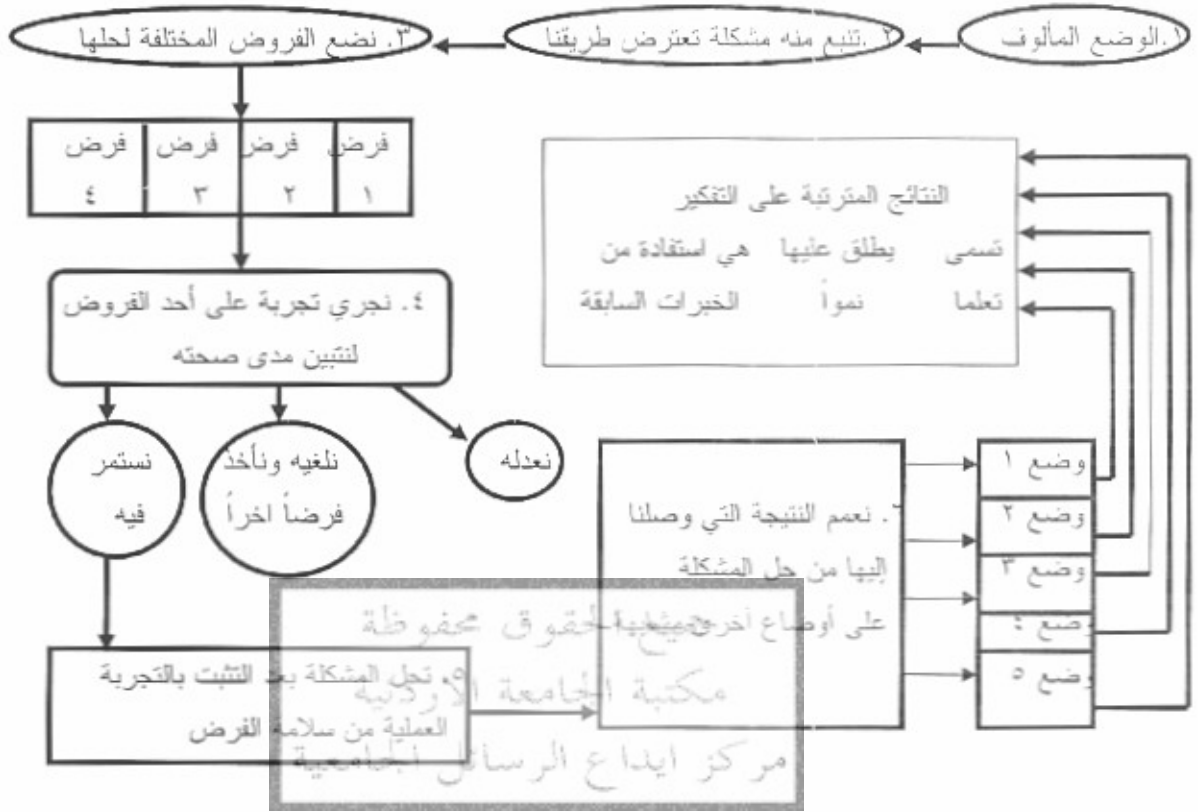 ١.الوضع المألوف
٢.تنبع منه مشكلة تعترض طريقنا
٣. نضع الفروض المختلفة لحلها
فرض ١
فرض ٢
فرض ٣
فرض ٤
٤. نجري تجربة على أحد الفروض
لنتبين مدى صحته
نعدله
نلغيه ونأخذ
فرضاً اخراً
نستمر
فيه
٥. تحل المشكلة بعد التثبت بالتجربة
العملية من سلامة الفرض
٦. نعمم النتيجة التي وصلنا
إليها من حل المشكلة
على أوضاع أخرى
وضع ١
وضع ٢
وضع ٣
وضع ٤
وضع ٥
النتائج المترتبة على التفكير
تسمى يطلق عليها هي استفادة من
تعلما نمواً الخبرات السابقة
الحقوق محفوظة
مكتبة الجامعة الأردنية
مركز ايداع الرسائل الجامعية